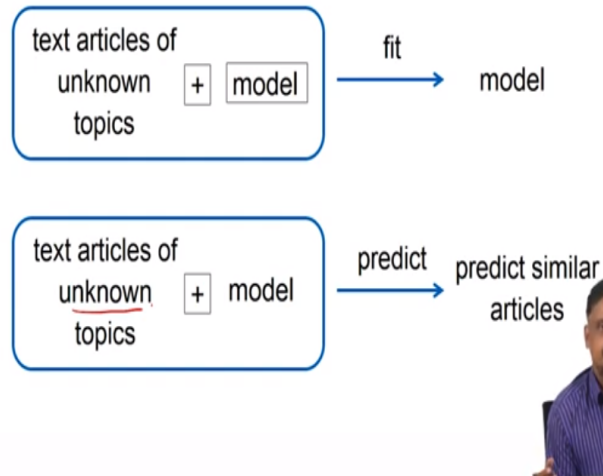 text articles of
unknown + model
topics
fit
model
text articles of
unknown + model
topics
predict
predict similar
articles